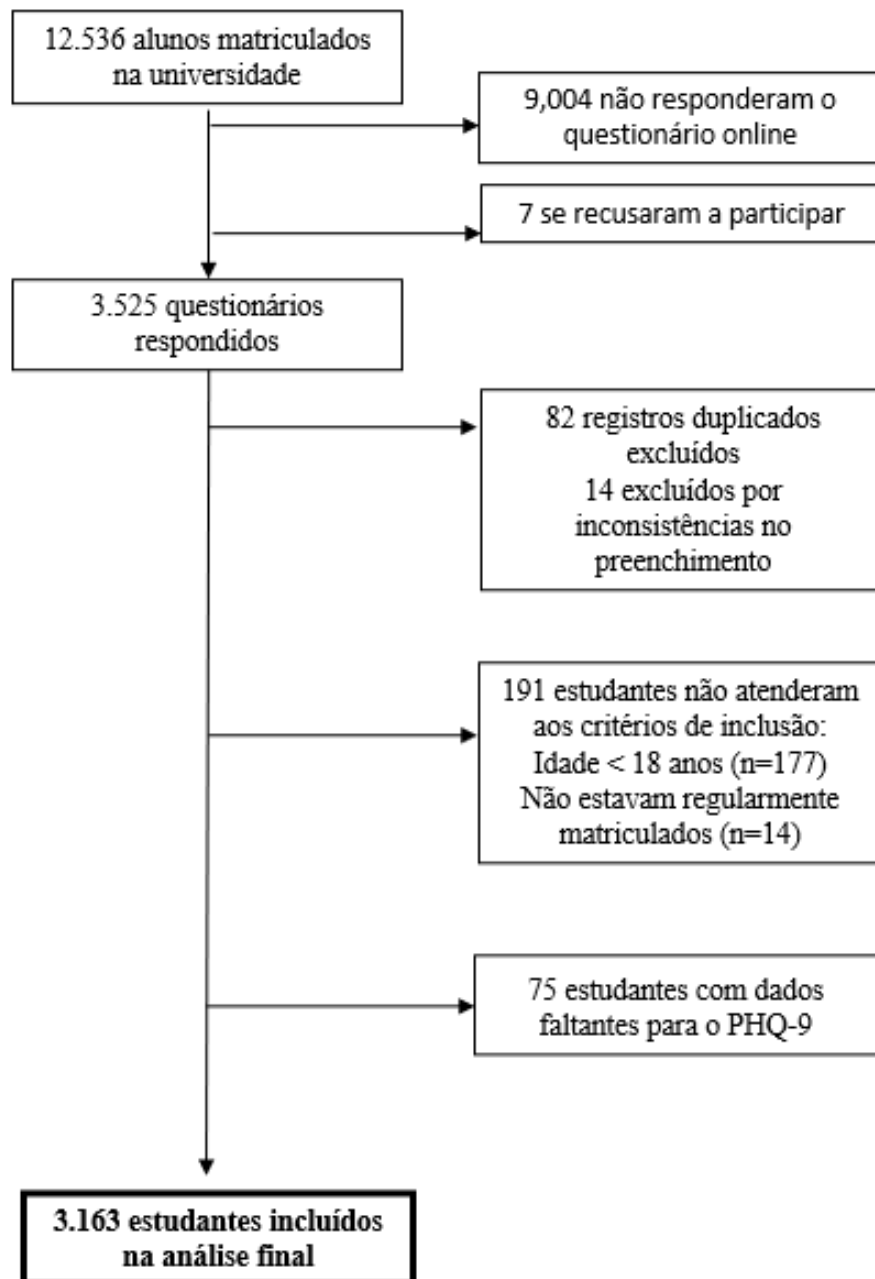 12.536 alunos matriculados
na universidade
9,004 não responderam o
questionário online
7 se recusaram a participar
3.525 questionários
respondidos
82 registros duplicados
excluídos
14 excluídos por
inconsistências no
preenchimento
191 estudantes não atenderam
aos critérios de inclusão:
Idade < 18 anos (n=177)
Não estavam regularmente
matriculados (n=14)
75 estudantes com dados
faltantes para o PHQ-9
3.163 estudantes incluídos
na análise final